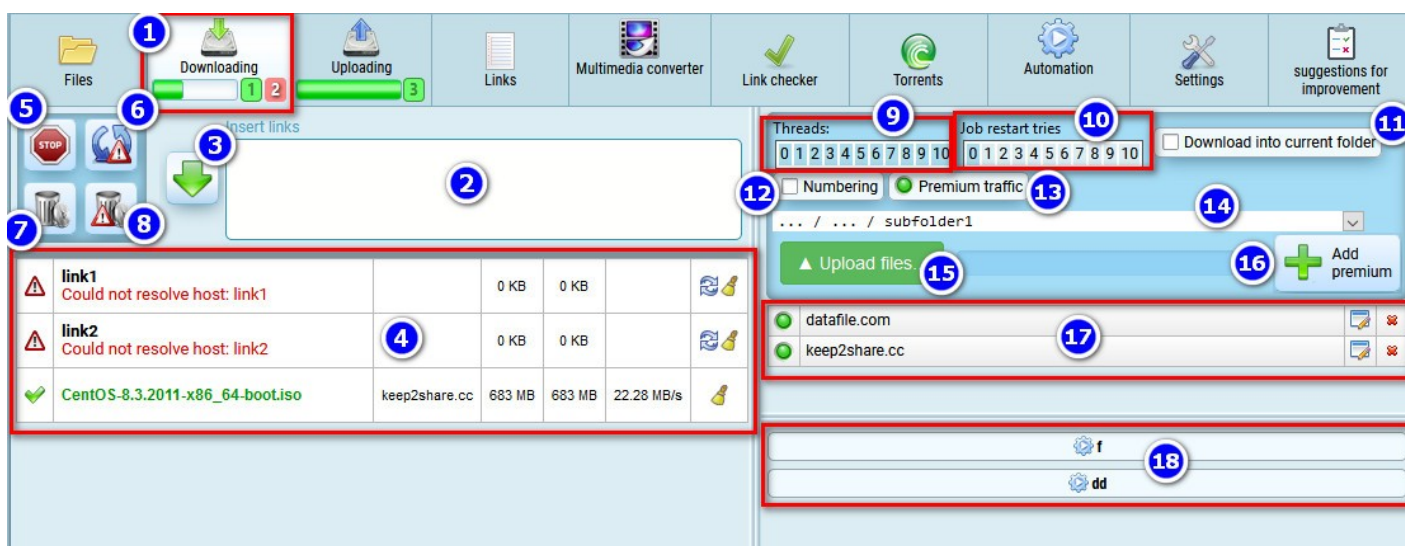 1
Files
Downloading
1 2
Uploading
3
Links
Multimedia converter
Link checker
Torrents
Automation
Settings
suggestions for
improvement
5
6
STOP
7
8
3
Insert links
2
9
Threads:
0 1 2 3 4 5 6 7 8 9 10
10
Job restart tries
0 1 2 3 4 5 6 7 8 9 10
11
Download into current folder
12
Numbering
Premium traffic
13
14
... / ... / subfolder1
▲ Upload files.
15
16
Add
premium
link1
Could not resolve host: link1
0 KB
0 KB
link2
Could not resolve host: link2
0 KB
0 KB
4
CentOS-8.3.2011-x86_64-boot.iso
keep2share.cc
683 MB
683 MB
22.28 MB/s
datafile.com
keep2share.cc
17
f
dd
18